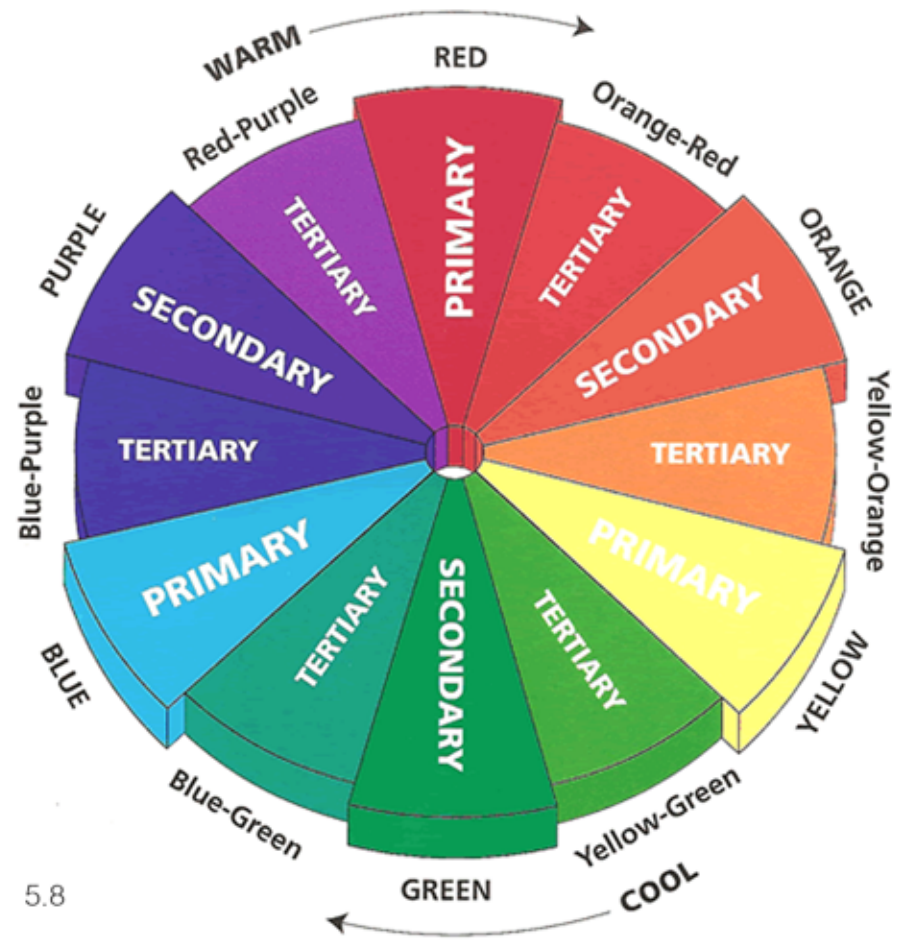 WARM
RED
Orange-Red
ORANGE
Yellow-Orange
YELLOW
Yellow-Green
COOL
GREEN
Blue-Green
BLUE
Blue-Purple
PURPLE
Red-Purple
PRIMARY
TERTIARY
SECONDARY
TERTIARY
PRIMARY
TERTIARY
SECONDARY
TERTIARY
PRIMARY
TERTIARY
SECONDARY
TERTIARY
5.8